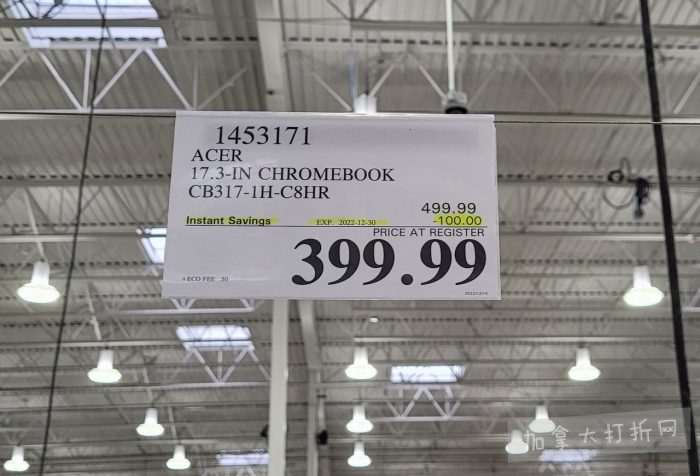 1453171
ACER
17.3-IN CHROMEBOOK
CB317-1H-C8HR
499.99
Instant Savings EXP. 2022-12-30 -100.00
PRICE AT REGISTER
399.99
加拿大打折网